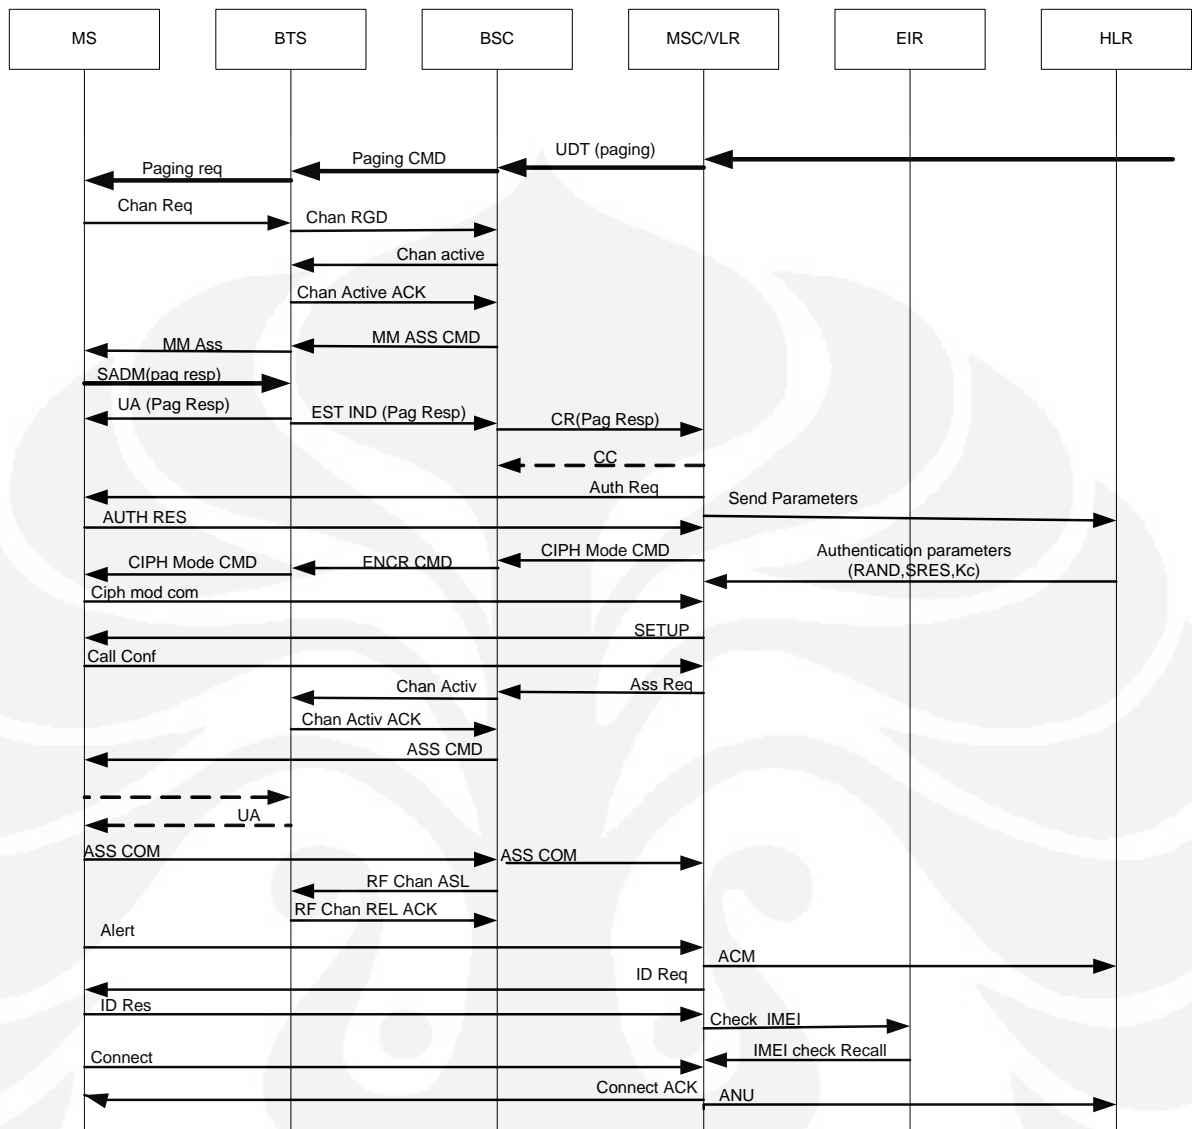 MS
BTS
BSC
MSC/VLR
EIR
HLR
UDT (paging)
Paging CMD
Paging req
Chan Req
Chan RGD
Chan active
Chan Active ACK
MM ASS CMD
MM Ass
SADM(pag resp)
UA (Pag Resp)
EST IND (Pag Resp)
CR(Pag Resp)
CC
Auth Req
Send Parameters
AUTH RES
CIPH Mode CMD
ENCR CMD
CIPH Mode CMD
Authentication parameters
(RAND,SRES,Kc)
Ciph mod com
SETUP
Call Conf
Ass Req
Chan Activ
Chan Activ ACK
ASS CMD
UA
ASS COM
ASS COM
RF Chan ASL
RF Chan REL ACK
Alert
ACM
ID Req
ID Res
Check IMEI
IMEI check Recall
Connect
Connect ACK
ANU